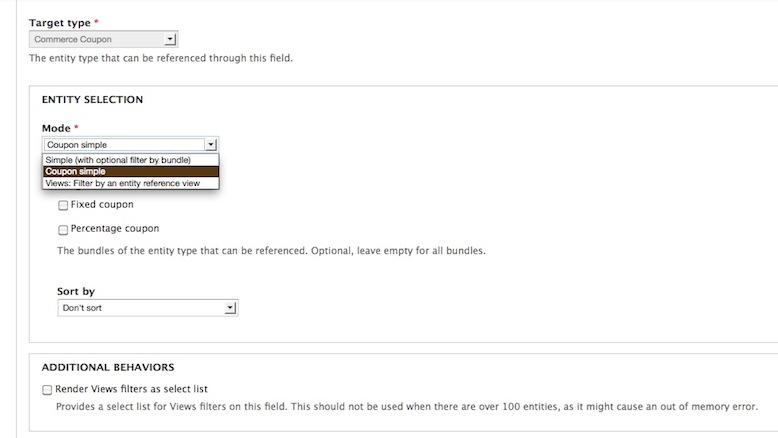 Target type *
Commerce Coupon
The entity type that can be referenced through this field.
ENTITY SELECTION
Mode *
Coupon simple
Simple (with optional filter by bundle)
Coupon simple
Views: Filter by an entity reference view
Fixed coupon
Percentage coupon
The bundles of the entity type that can be referenced. Optional, leave empty for all bundles.
Sort by
Don't sort
ADDITIONAL BEHAVIORS
Render Views filters as select list
Provides a select list for Views filters on this field. This should not be used when there are over 100 entities, as it might cause an out of memory error.